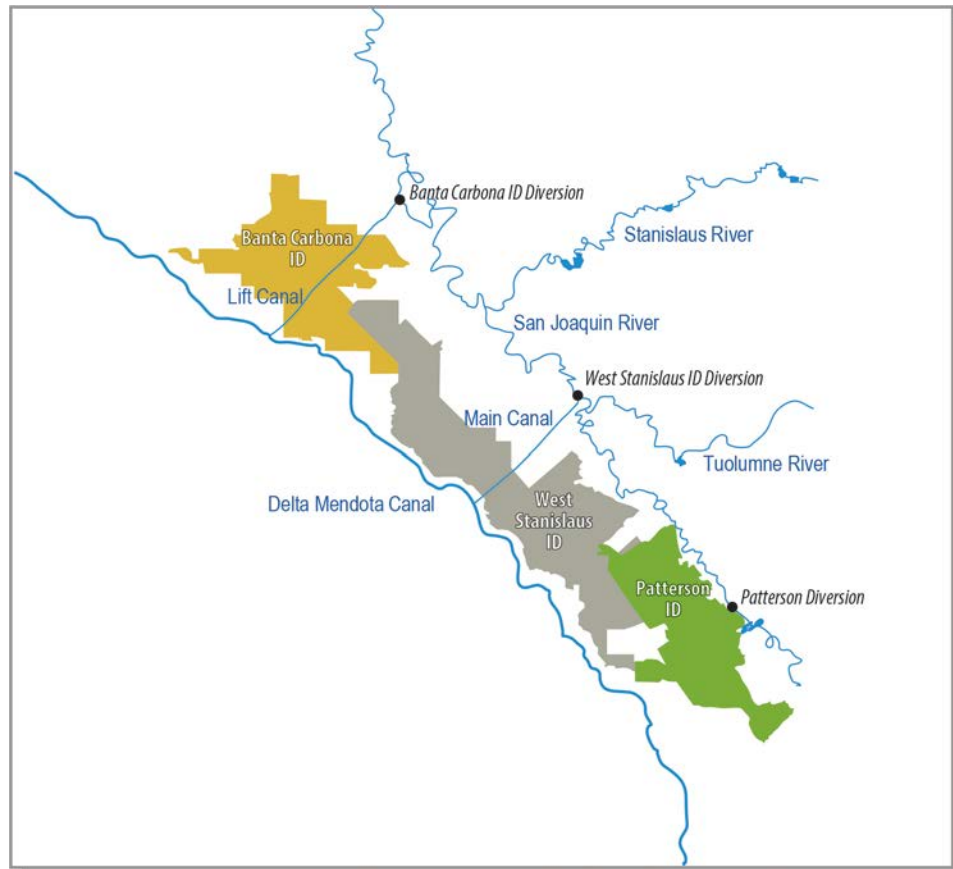 Banta Carbona ID Diversion
Stanislaus River
Banta Carbona
ID
Lift Canal
San Joaquin River
West Stanislaus ID Diversion
Main Canal
Tuolumne River
Delta Mendota Canal
West
Stanislaus
ID
Patterson
ID
Patterson Diversion